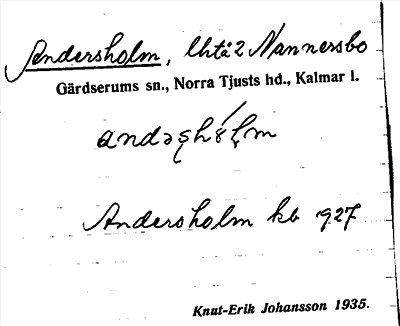 Andersholm, lht å 2 Nannersbo
Gärdserums sn., Norra Tjusts hd., Kalmar l.
Andersholm kb 1927
Knut-Erik Johansson 1935.